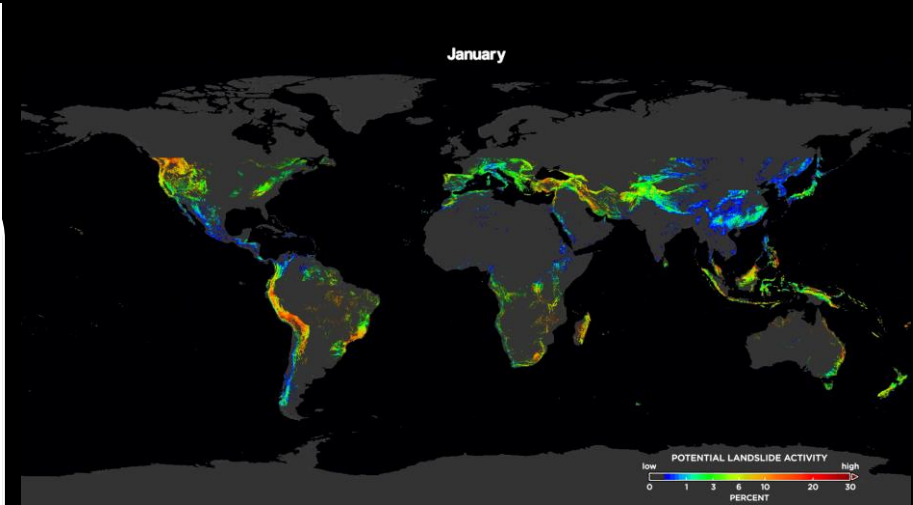 January
POTENTIAL LANDSLIDE ACTIVITY
low high
0 1 3 6 10 20 30
PERCENT